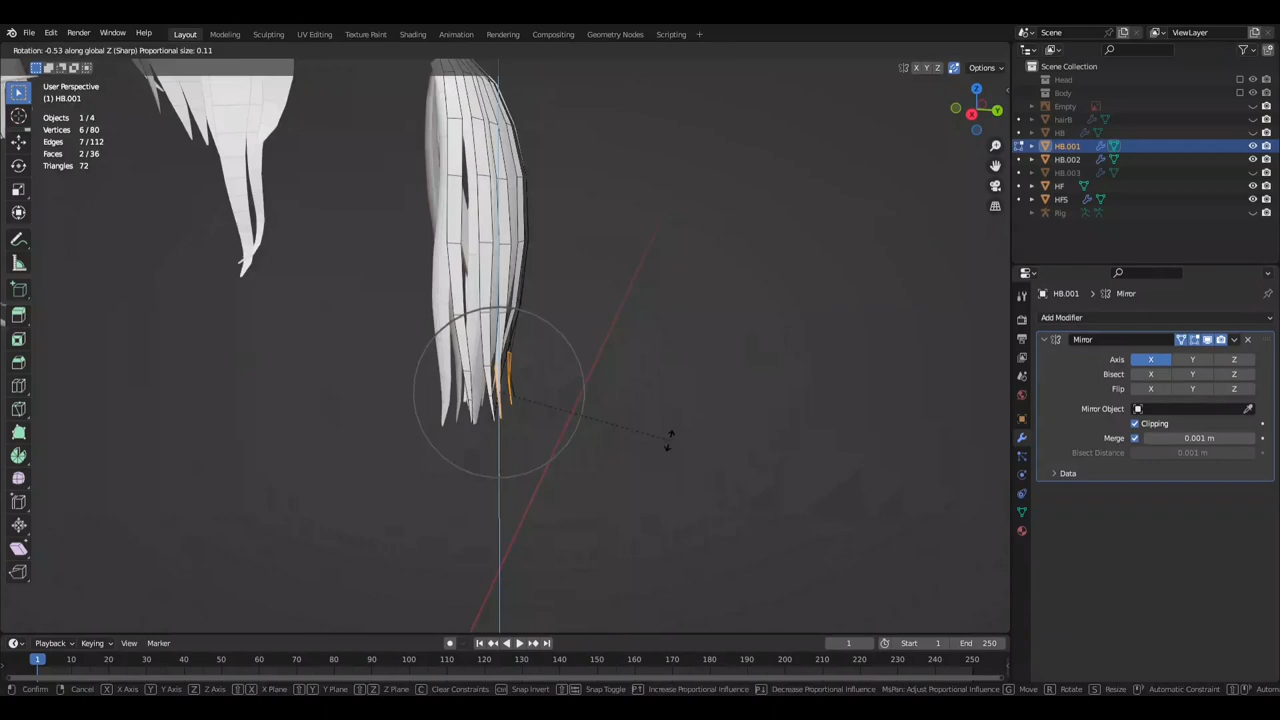 File Edit Render Window Help Layout Modeling Sculpting UV Editing Texture Paint Shading Animation Rendering Compositing Geometry Nodes Scripting + Scene ViewLayer
Rotation: -0.53 along global Z (Sharp) Proportional size: 0.11
X Y Z Options
User Perspective
(1) HB.001
Objects 1/4
Vertices 6/80
Edges 7/112
Faces 2/36
Triangles 72
Z
Y
X
Scene Collection
Head
Body
Empty
hairB
HB
HB.001
HB.002
HB.003
HF
HFS
Rig
HB.001 > Mirror
Add Modifier
Mirror
Axis X Y Z
Bisect X Y Z
Flip X Y Z
Mirror Object
Clipping
Merge 0.001 m
Bisect Distance 0.001 m
Data
Playback Keying View Marker 1 Start 1 End 250
1 10 20 30 40 50 60 70 80 90 100 110 120 130 140 150 160 170 180 190 200 210 220 230 240 250
Confirm Cancel X X Axis Y Y Axis Z Z Axis X X Plane Y Y Plane Z Z Plane C Clear Constraints Snap Invert Snap Toggle Increase Proportional Influence Decrease Proportional Influence MsPan: Adjust Proportional Influence G Move R Rotate S Resize Automatic Constraint